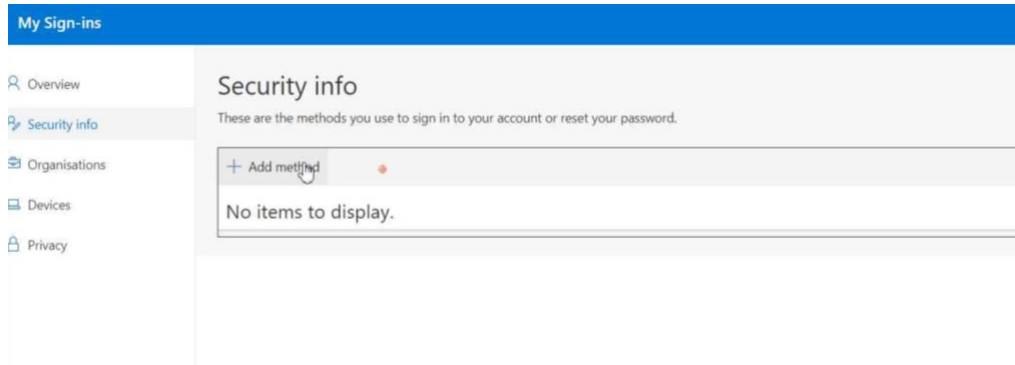 My Sign-ins
Overview
Security info
Organisations
Devices
Privacy
Security info
These are the methods you use to sign in to your account or reset your password.
+ Add method
No items to display.